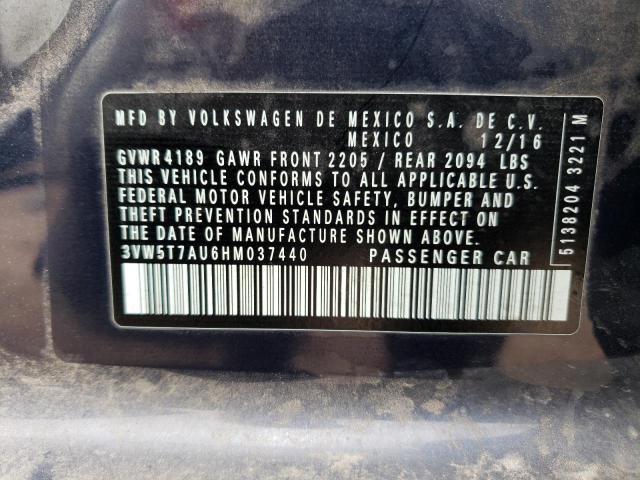 MFD BY VOLKSWAGEN DE MEXICO S.A. DE C.V.
MEXICO 12/16
GVWR 4189 GAWR FRONT 2205 / REAR 2094 LBS
THIS VEHICLE CONFORMS TO ALL APPLICABLE U.S.
FEDERAL MOTOR VEHICLE SAFETY, BUMPER AND
THEFT PREVENTION STANDARDS IN EFFECT ON
THE DATE OF MANUFACTURE SHOWN ABOVE.
3VW5T7AU6HM037440 PASSENGER CAR
5138204 3221 M